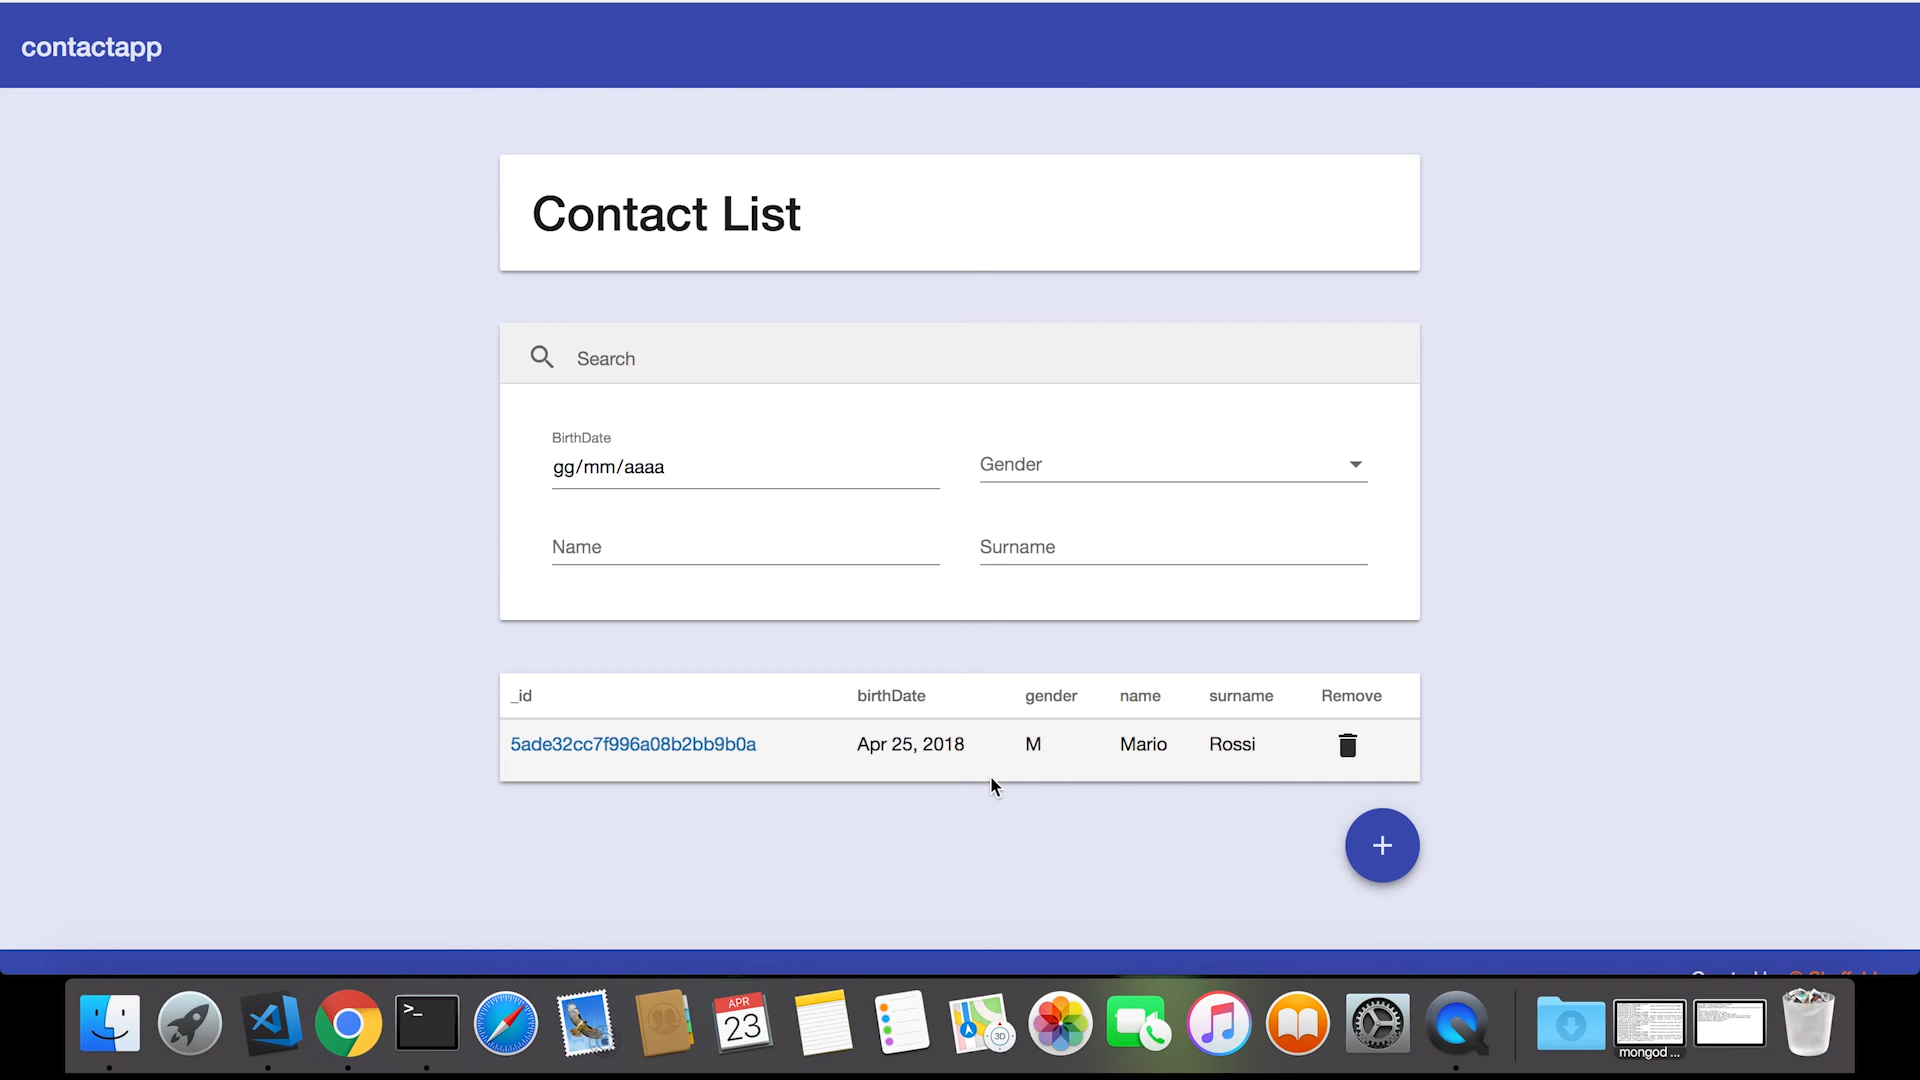 contactapp
Contact List
Search
BirthDate
gg/mm/aaaa
Gender
Name
Surname
_id birthDate gender name surname Remove
5ade32cc7f996a08b2bb9b0a Apr 25, 2018 M Mario Rossi
+
>_
APR
23
3D
mongod ...